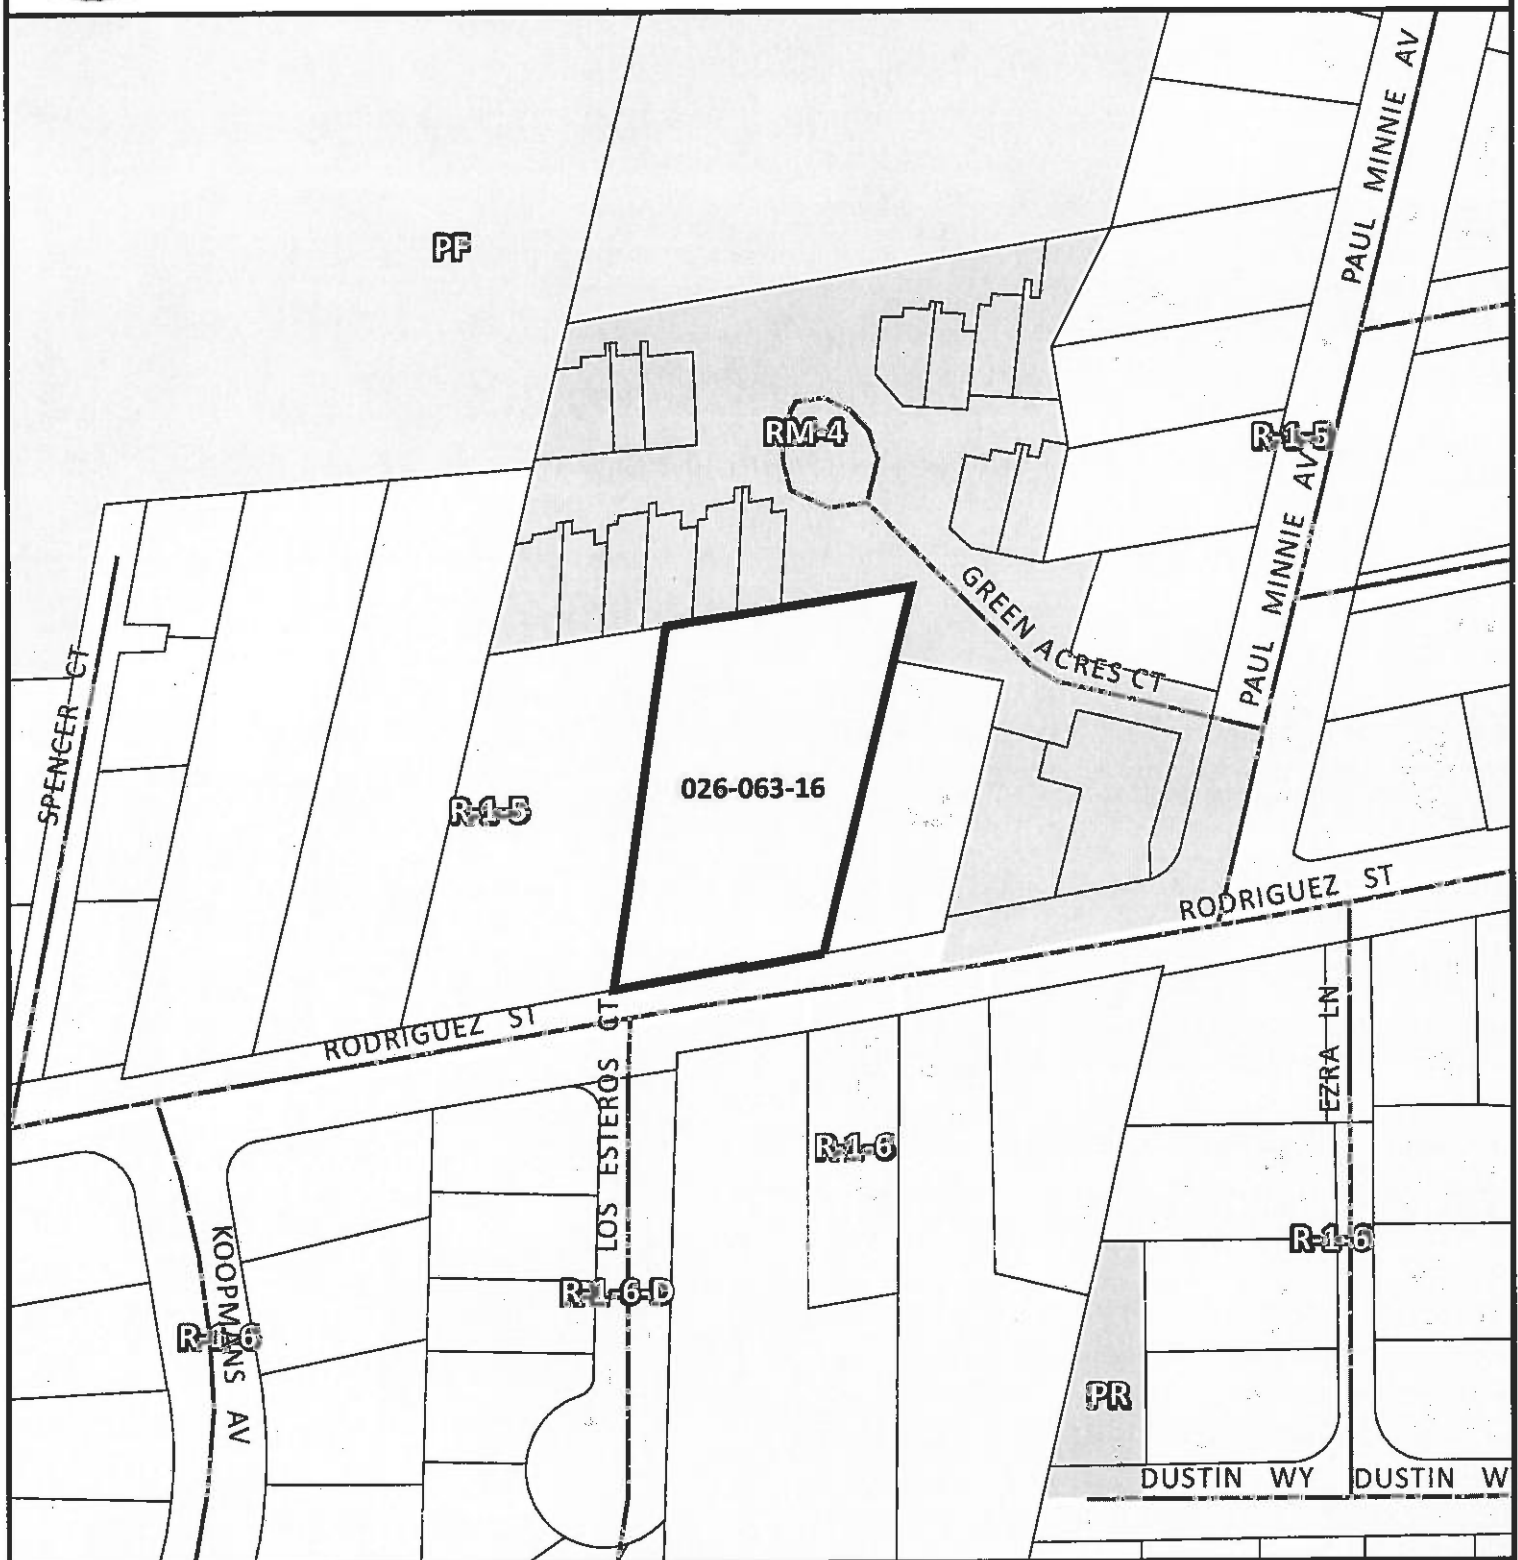 PAUL MINNIE AV
PF
RM-4
R-1-5
PAUL MINNIE AV
GREEN ACRES CT
SPENCER CT
026-063-16
R-1-5
RODRIGUEZ ST
RODRIGUEZ ST
LOS ESTEROS CT
EZRA LN
R-1-6
KOOPMANS AV
R-1-6
R-1-6-D
R-1-6
PR
DUSTIN WY
DUSTIN W